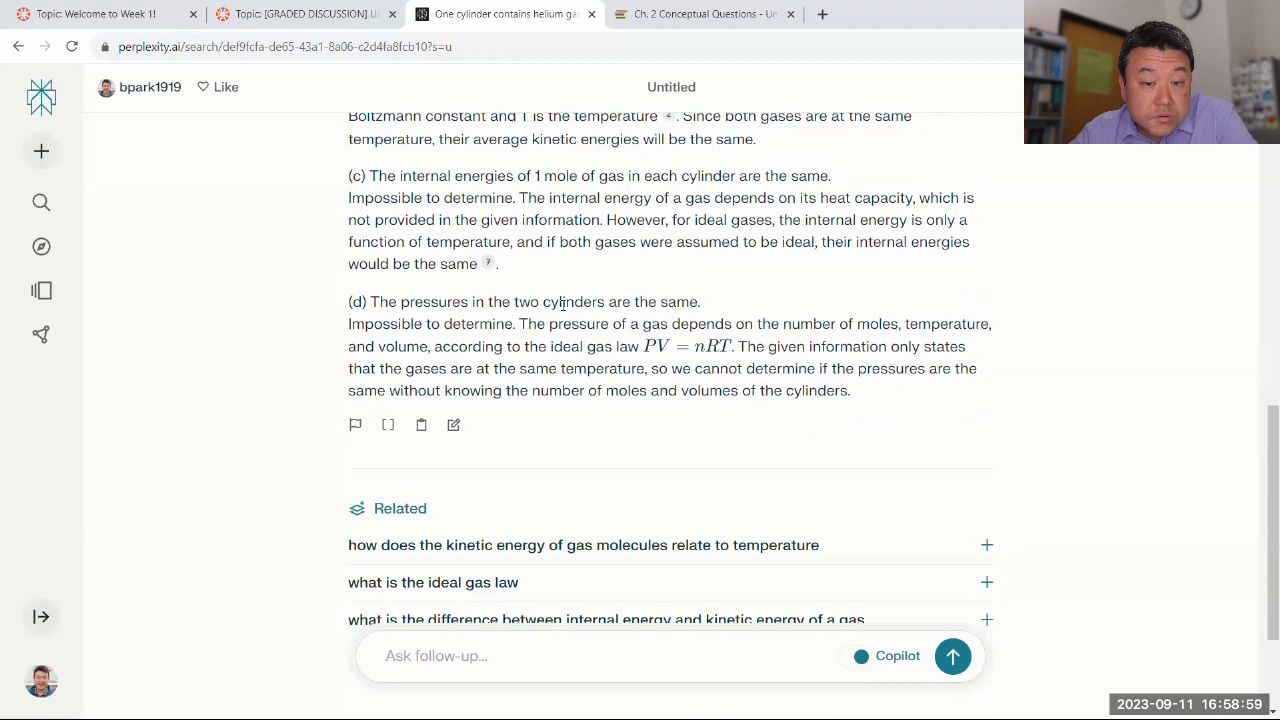 Topic: Welcome to Week!
Topic: [GRADED DISCUSSION] Us
One cylinder contains helium gas
Ch. 2 Conceptual Questions - Un
perplexity.ai/search/def9fcfa-de65-43a1-8a06-c2d4fa8fcb10?s=u
bpark1919
Like
Untitled
Boltzmann constant and T is the temperature 2. Since both gases are at the same
temperature, their average kinetic energies will be the same.
(c) The internal energies of 1 mole of gas in each cylinder are the same.
Impossible to determine. The internal energy of a gas depends on its heat capacity, which is
not provided in the given information. However, for ideal gases, the internal energy is only a
function of temperature, and if both gases were assumed to be ideal, their internal energies
would be the same 7.
(d) The pressures in the two cylinders are the same.
Impossible to determine. The pressure of a gas depends on the number of moles, temperature,
and volume, according to the ideal gas law PV = nRT. The given information only states
that the gases are at the same temperature, so we cannot determine if the pressures are the
same without knowing the number of moles and volumes of the cylinders.
Related
how does the kinetic energy of gas molecules relate to temperature
what is the ideal gas law
what is the difference between internal energy and kinetic energy of a gas
Ask follow-up...
Copilot
2023-09-11 16:58:59